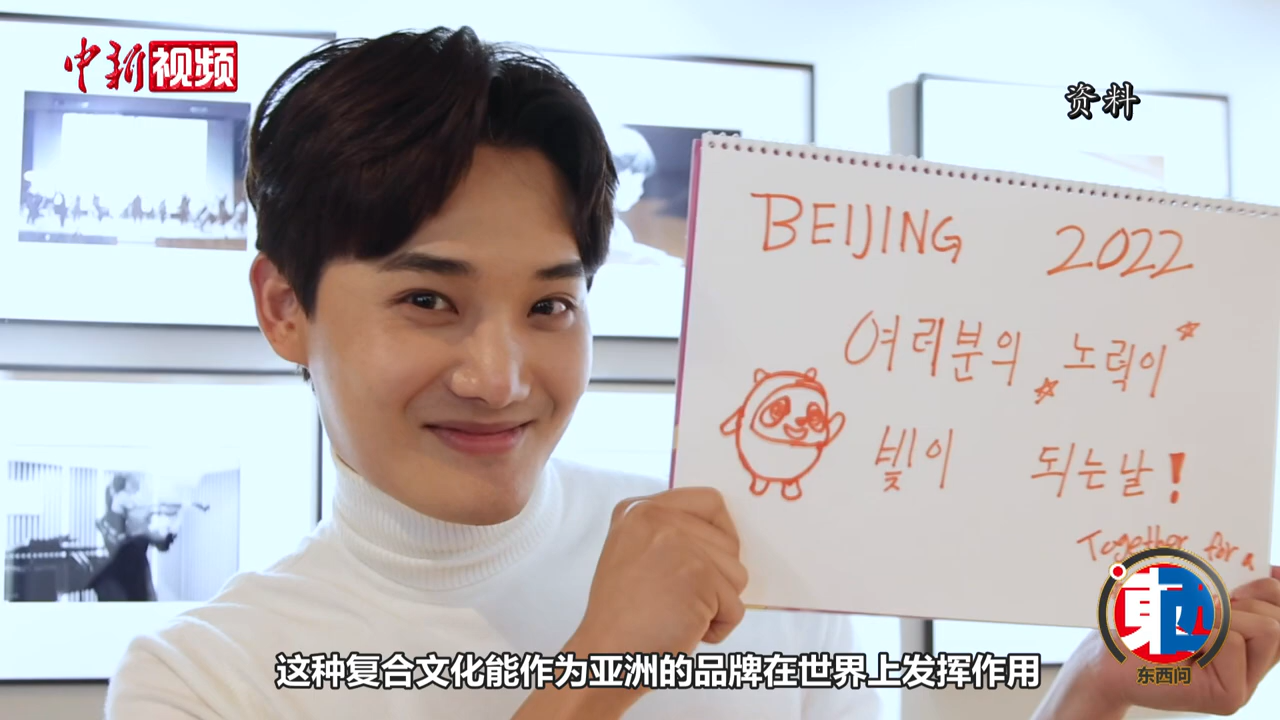 中新视频
资料
BEIJING 2022
여러분의 노력이
빛이 되는날!
Together for a
东西问
这种复合文化能作为亚洲的品牌在世界上发挥作用